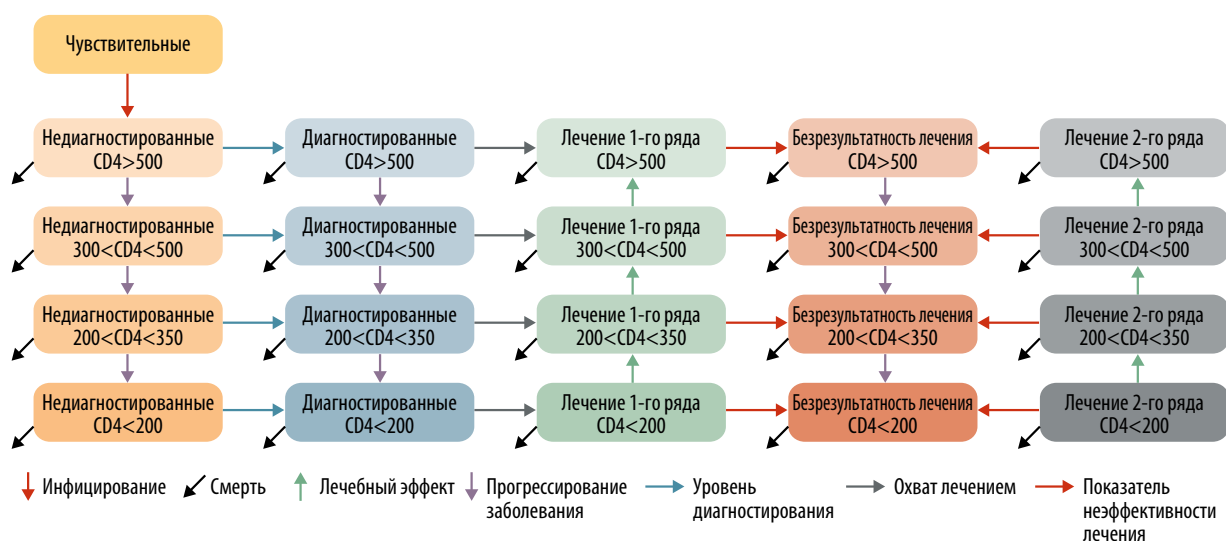 Чувствительные
Недиагностированные
CD4>500
Диагностированные
CD4>500
Лечение 1-го ряда
CD4>500
Безрезультатность лечения
CD4>500
Лечение 2-го ряда
CD4>500
Недиагностированные
300<CD4<500
Диагностированные
300<CD4<500
Лечение 1-го ряда
300<CD4<500
Безрезультатность лечения
300<CD4<500
Лечение 2-го ряда
300<CD4<500
Недиагностированные
200<CD4<350
Диагностированные
200<CD4<350
Лечение 1-го ряда
200<CD4<350
Безрезультатность лечения
200<CD4<350
Лечение 2-го ряда
200<CD4<350
Недиагностированные
CD4<200
Диагностированные
CD4<200
Лечение 1-го ряда
CD4<200
Безрезультатность лечения
CD4<200
Лечение 2-го ряда
CD4<200
Инфицирование
Смерть
Лечебный эффект
Прогрессирование
заболевания
Уровень
диагностирования
Охват лечением
Показатель
неэффективности
лечения